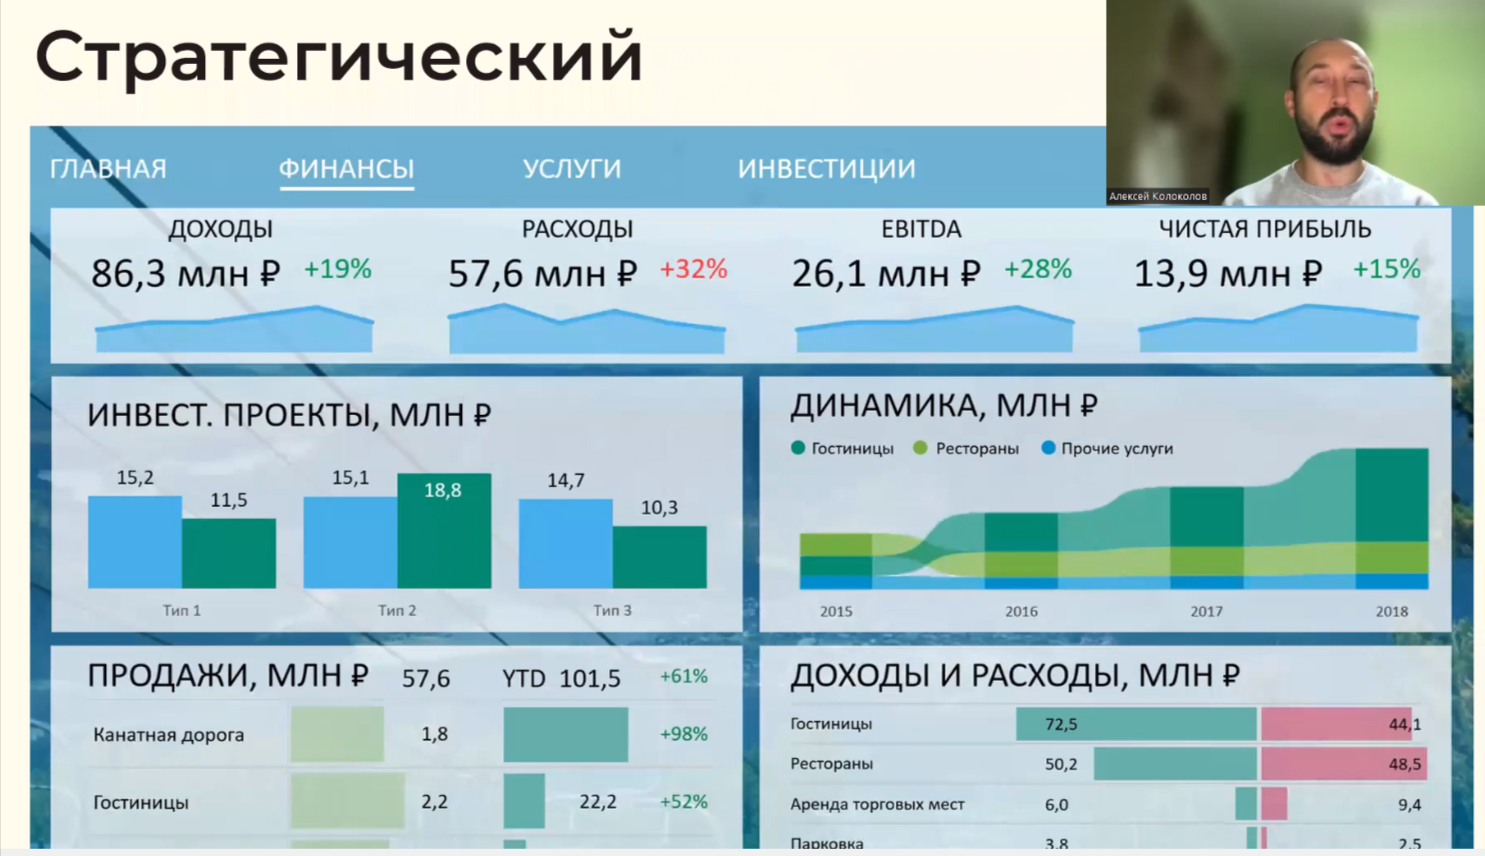 Стратегический
Алексей Колоколов
ГЛАВНАЯ ФИНАНСЫ УСЛУГИ ИНВЕСТИЦИИ
ДОХОДЫ РАСХОДЫ EBITDA ЧИСТАЯ ПРИБЫЛЬ
86,3 млн ₽ +19% 57,6 млн ₽ +32% 26,1 млн ₽ +28% 13,9 млн ₽ +15%
ИНВЕСТ. ПРОЕКТЫ, МЛН ₽
15,2 11,5 15,1 18,8 14,7 10,3
Тип 1 Тип 2 Тип 3
ДИНАМИКА, МЛН ₽
Гостиницы Рестораны Прочие услуги
2015 2016 2017 2018
ПРОДАЖИ, МЛН ₽ 57,6 YTD 101,5 +61%
Канатная дорога 1,8 +98%
Гостиницы 2,2 22,2 +52%
ДОХОДЫ И РАСХОДЫ, МЛН ₽
Гостиницы 72,5 44,1
Рестораны 50,2 48,5
Аренда торговых мест 6,0 9,4
Парковка 3,8 2,5